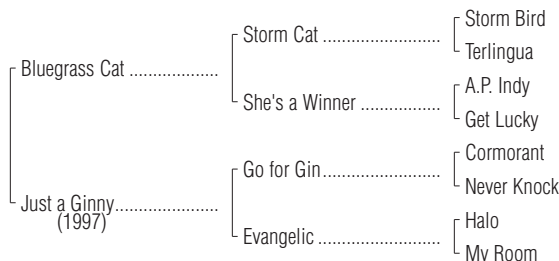 Bluegrass Cat ..................
Just a Ginny.....................
(1997)
Storm Cat ........................
She's a Winner ................
Go for Gin........................
Evangelic .........................
Storm Bird
Terlingua
A.P. Indy
Get Lucky
Cormorant
Never Knock
Halo
My Room